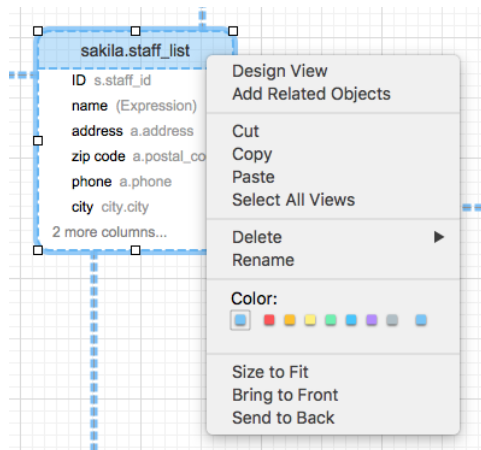 sakila.staff_list
ID s.staff_id
name (Expression)
address a.address
zip code a.postal_co
phone a.phone
city city.city
2 more columns...
Design View
Add Related Objects
Cut
Copy
Paste
Select All Views
Delete
Rename
Color:
Size to Fit
Bring to Front
Send to Back